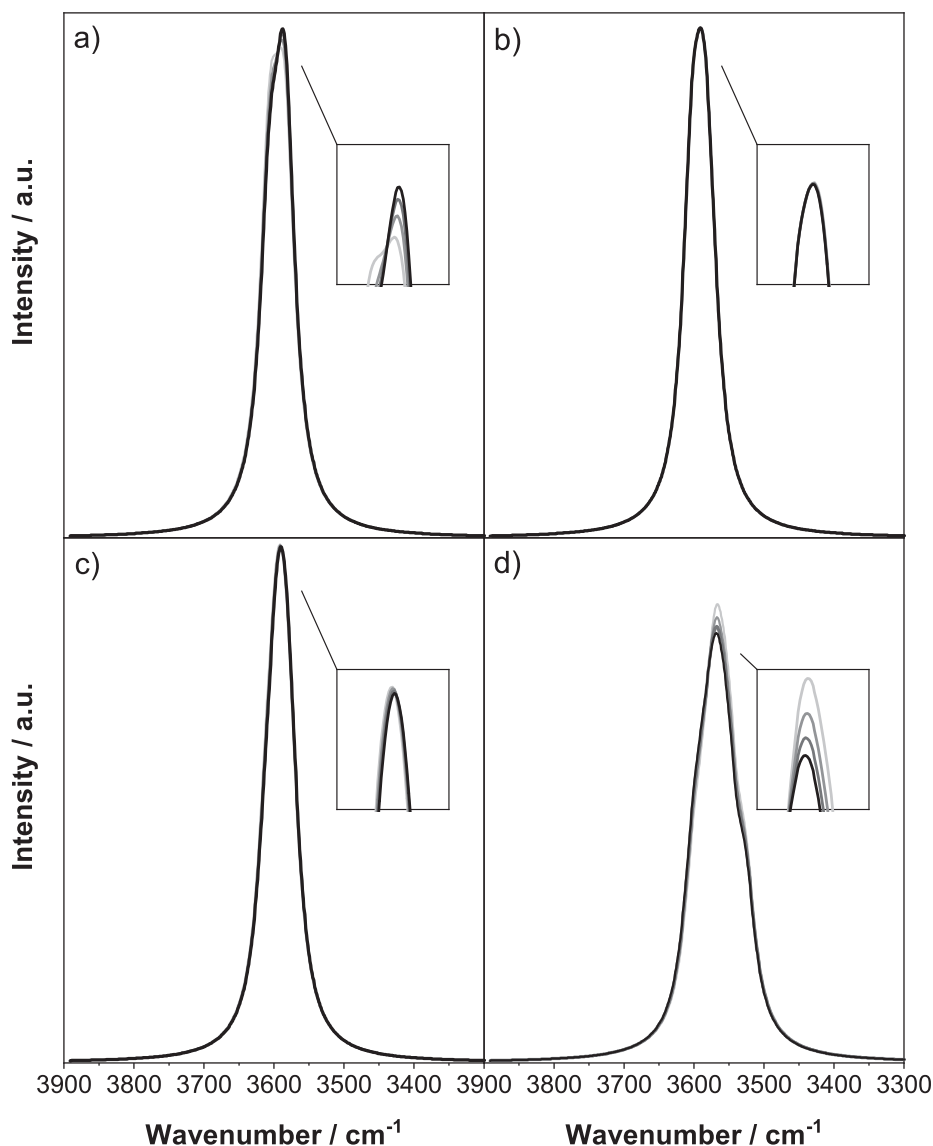 a)
b)
Intensity / a.u.
c)
d)
Intensity / a.u.
3900 3800 3700 3600 3500 3400 3900 3800 3700 3600 3500 3400 3300
Wavenumber / cm⁻¹ Wavenumber / cm⁻¹